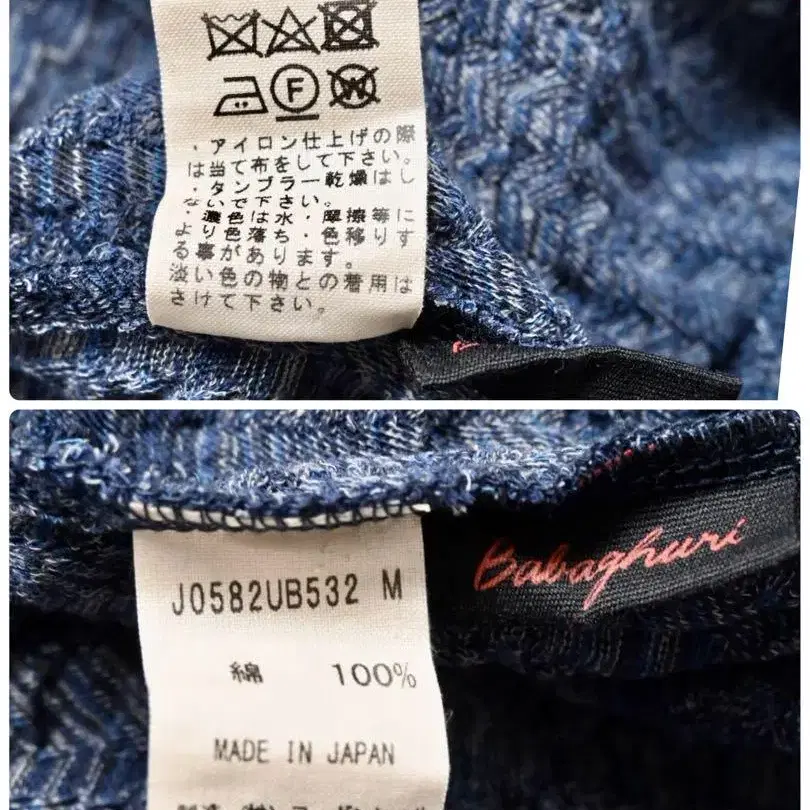 F W
・アイロン仕上げの際
は当て布をして下さい。
・タンブラー乾燥はし
ないで下さい。
・濃色は水・摩擦等に
より色落ち・色移りす
る事があります。
淡い色の物との着用は
さけて下さい。
Babaghuri
J0582UB532 M
綿 100%
MADE IN JAPAN